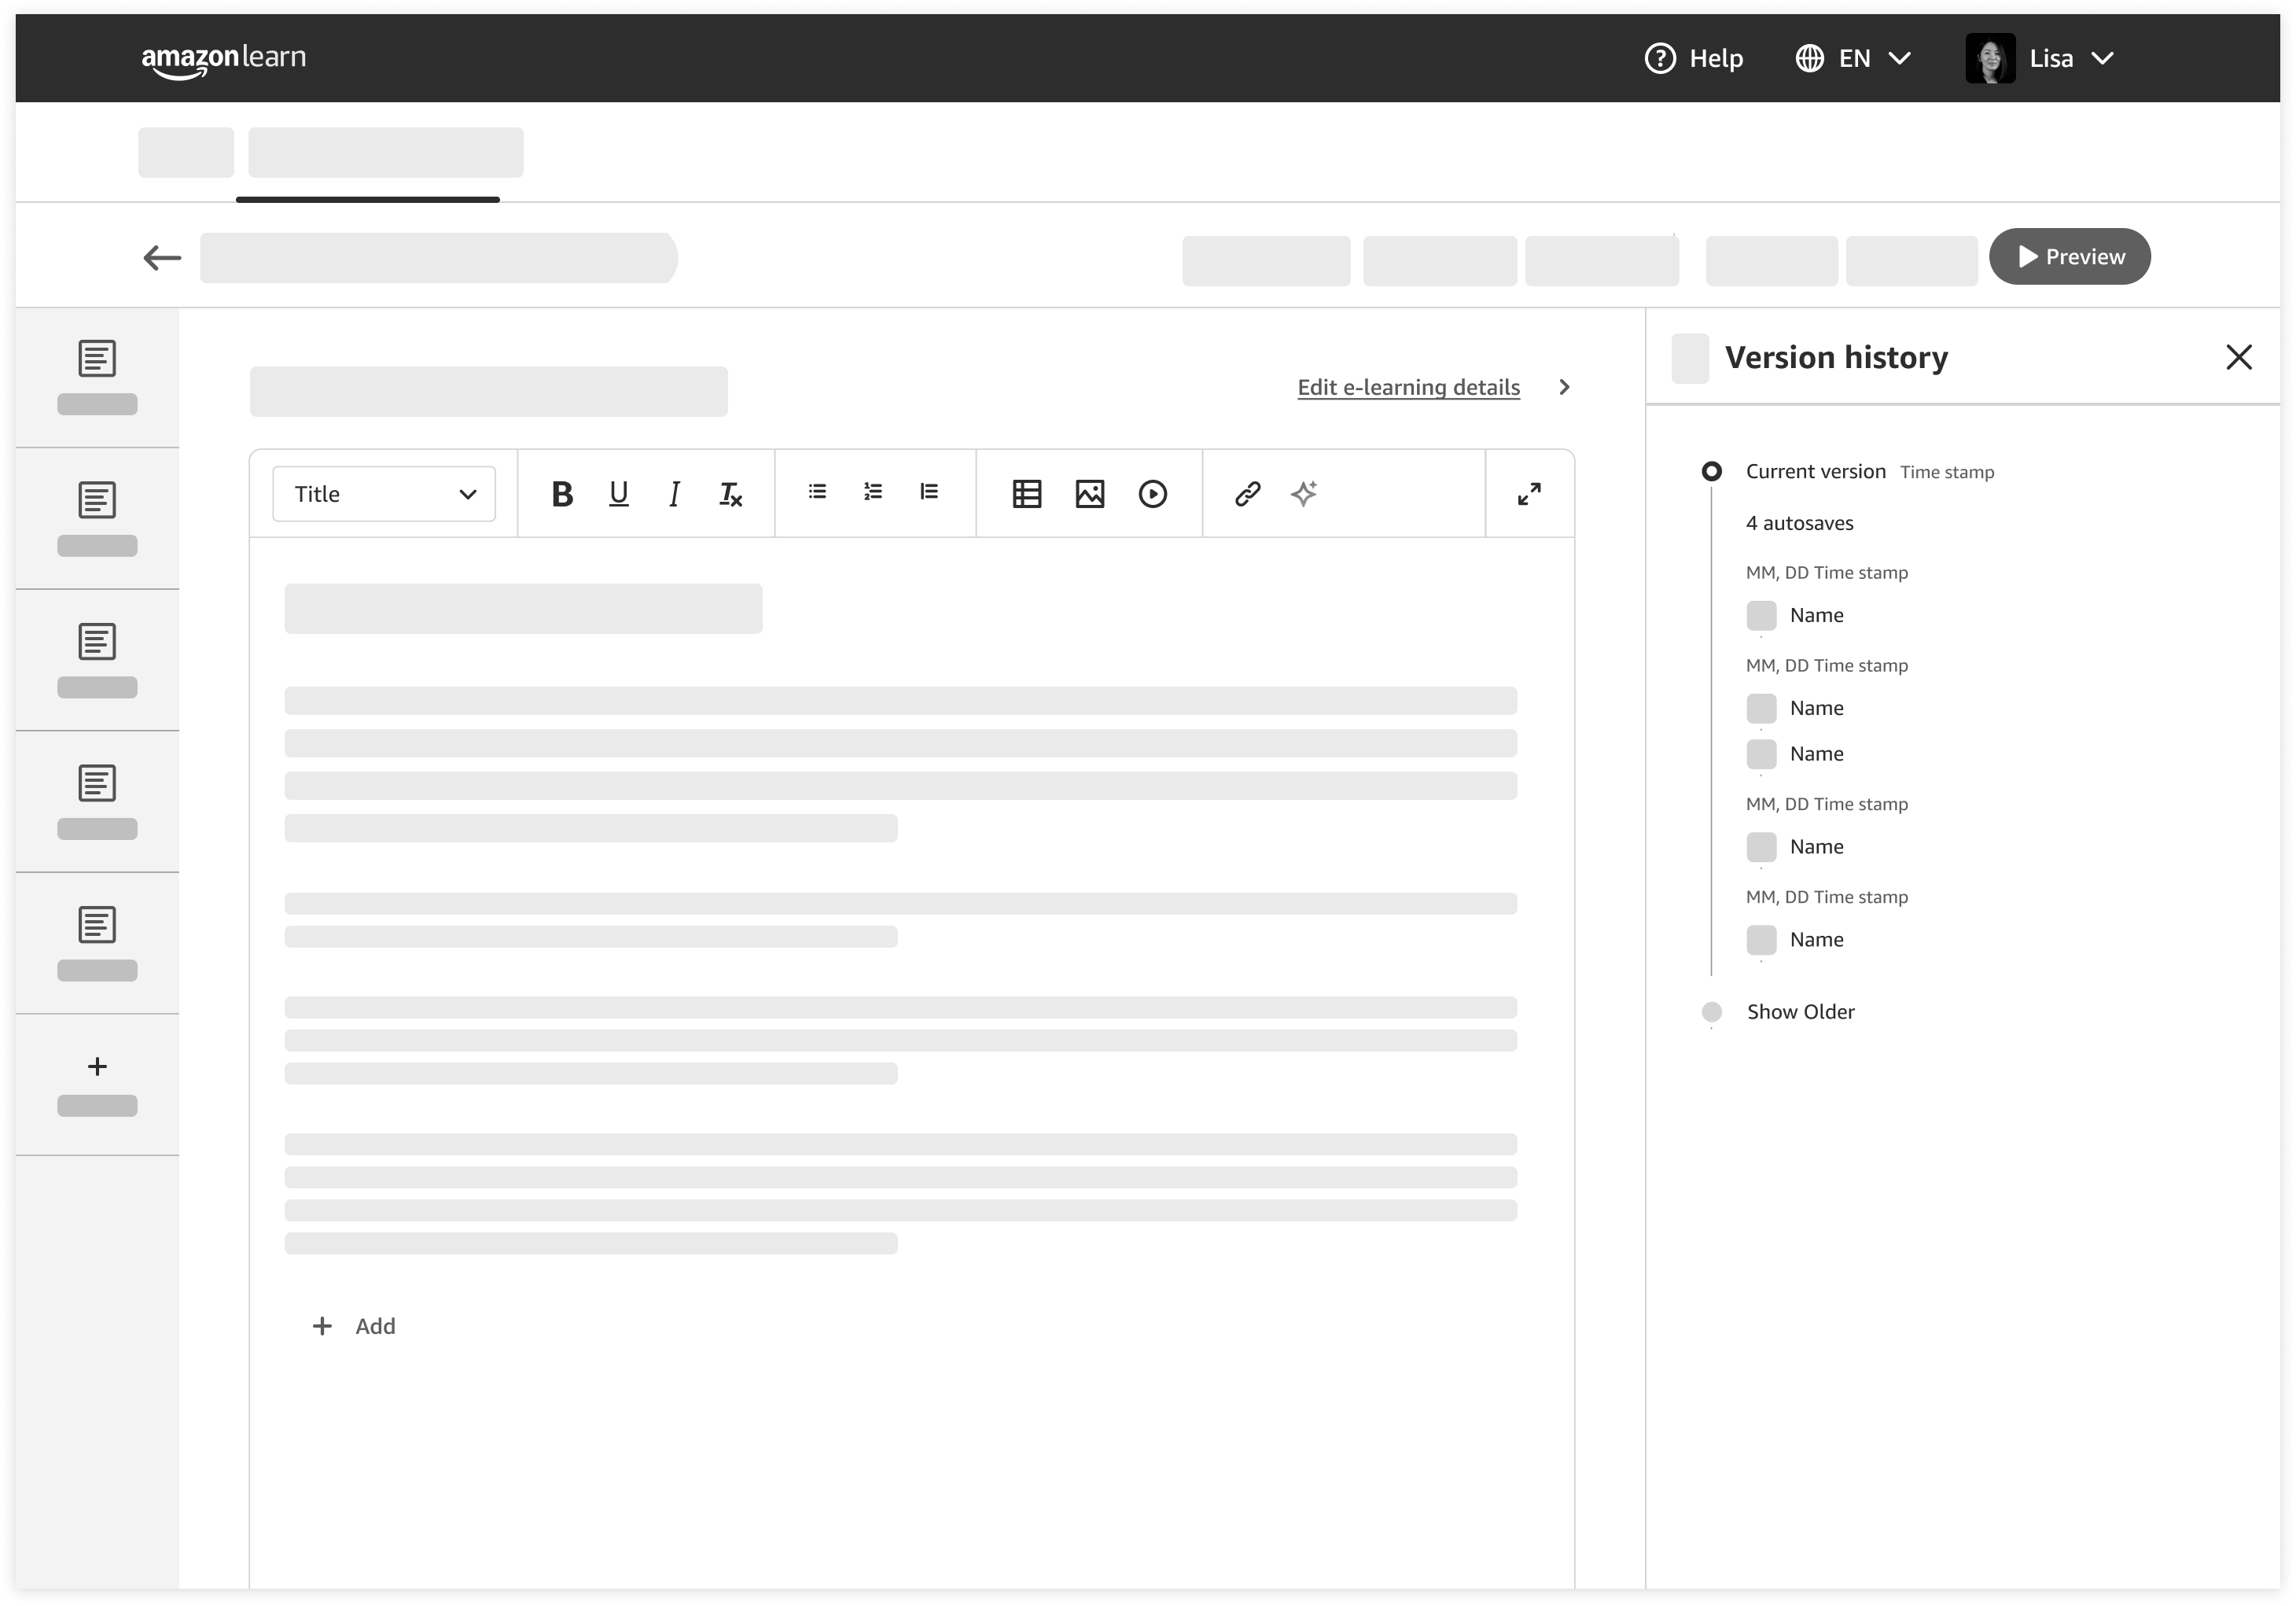 amazon learn
Help
EN
Lisa
Preview
Edit e-learning details
Title
Version history
Current version Time stamp
4 autosaves
MM, DD Time stamp
Name
MM, DD Time stamp
Name
Name
MM, DD Time stamp
Name
MM, DD Time stamp
Name
Show Older
Add